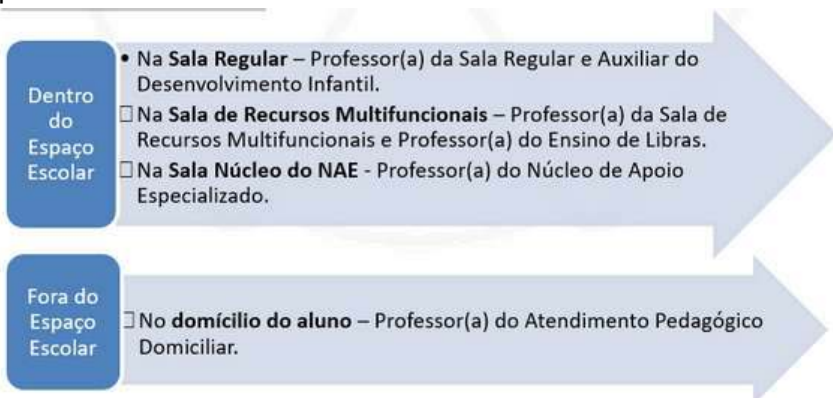 Dentro
do
Espaço
Escolar
• Na Sala Regular – Professor(a) da Sala Regular e Auxiliar do
Desenvolvimento Infantil.
Na Sala de Recursos Multifuncionais – Professor(a) da Sala de
Recursos Multifuncionais e Professor(a) do Ensino de Libras.
Na Sala Núcleo do NAE - Professor(a) do Núcleo de Apoio
Especializado.
Fora do
Espaço
Escolar
No domícilio do aluno – Professor(a) do Atendimento Pedagógico
Domiciliar.